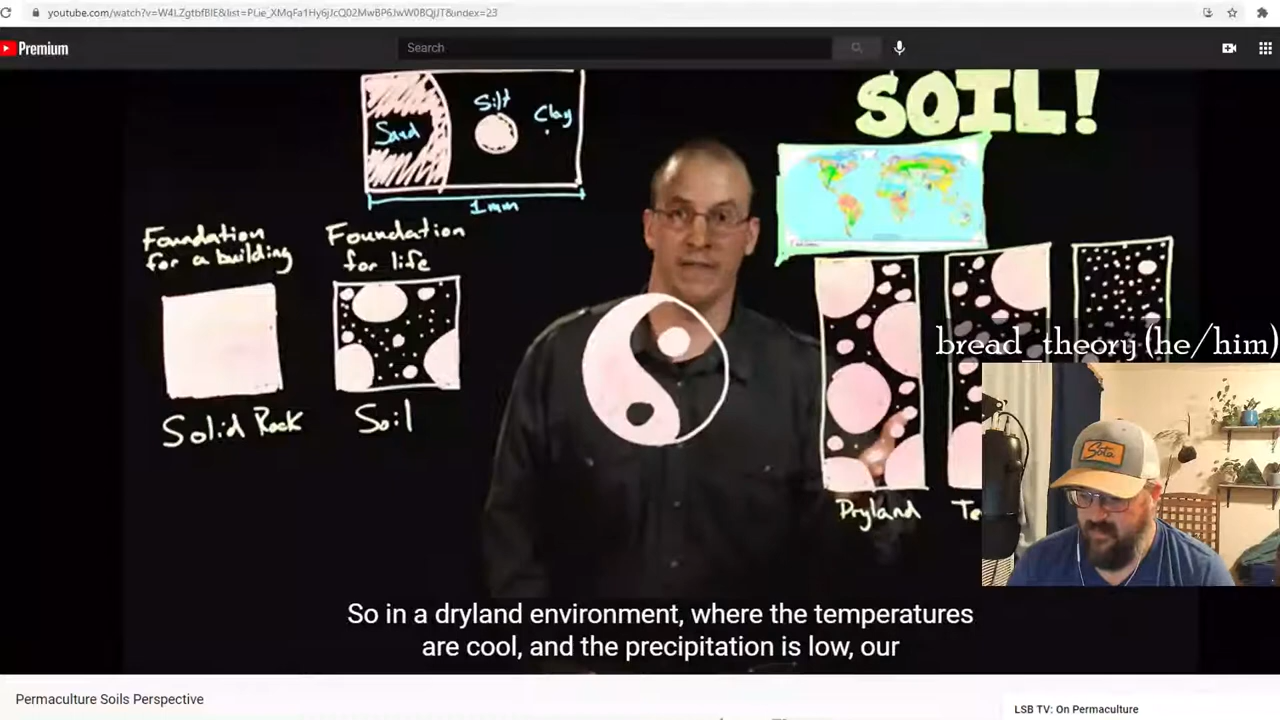 youtube.com/watch?v=W4LZgtbfBIE&list=PLie_XMqFa1Hy6jJcQ02MwBP6JwW0BQJJT&index=23
Premium
Search
SOIL!
Sand
Silt
Clay
1mm
Foundation
for a building
Foundation
for life
Solid Rock
Soil
Dryland
Te
bread_theory (he/him)
So in a dryland environment, where the temperatures
are cool, and the precipitation is low, our
Permaculture Soils Perspective
LSB TV: On Permaculture